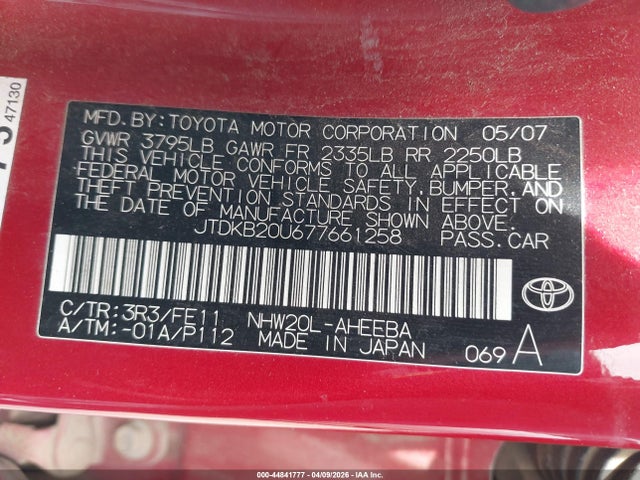 47130
MFD. BY: TOYOTA MOTOR CORPORATION 05/07
GVWR 3795LB GAWR FR 2335LB RR 2250LB
THIS VEHICLE CONFORMS TO ALL APPLICABLE
FEDERAL MOTOR VEHICLE SAFETY, BUMPER, AND
THEFT PREVENTION STANDARDS IN EFFECT ON
THE DATE OF MANUFACTURE SHOWN ABOVE.
JTDKB20U677661258 PASS. CAR
C/TR: 3R3/FE11 NHW20L-AHEEBA
A/TM: -01A/P112 MADE IN JAPAN
069 A
TOYOTA
000-44841777 - 04/09/2026 - IAA, Inc.